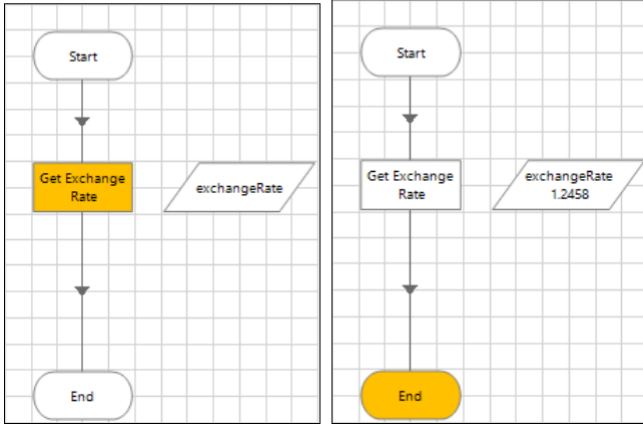 Start
Get Exchange
Rate
exchangeRate
End
Start
Get Exchange
Rate
exchangeRate
1.2458
End